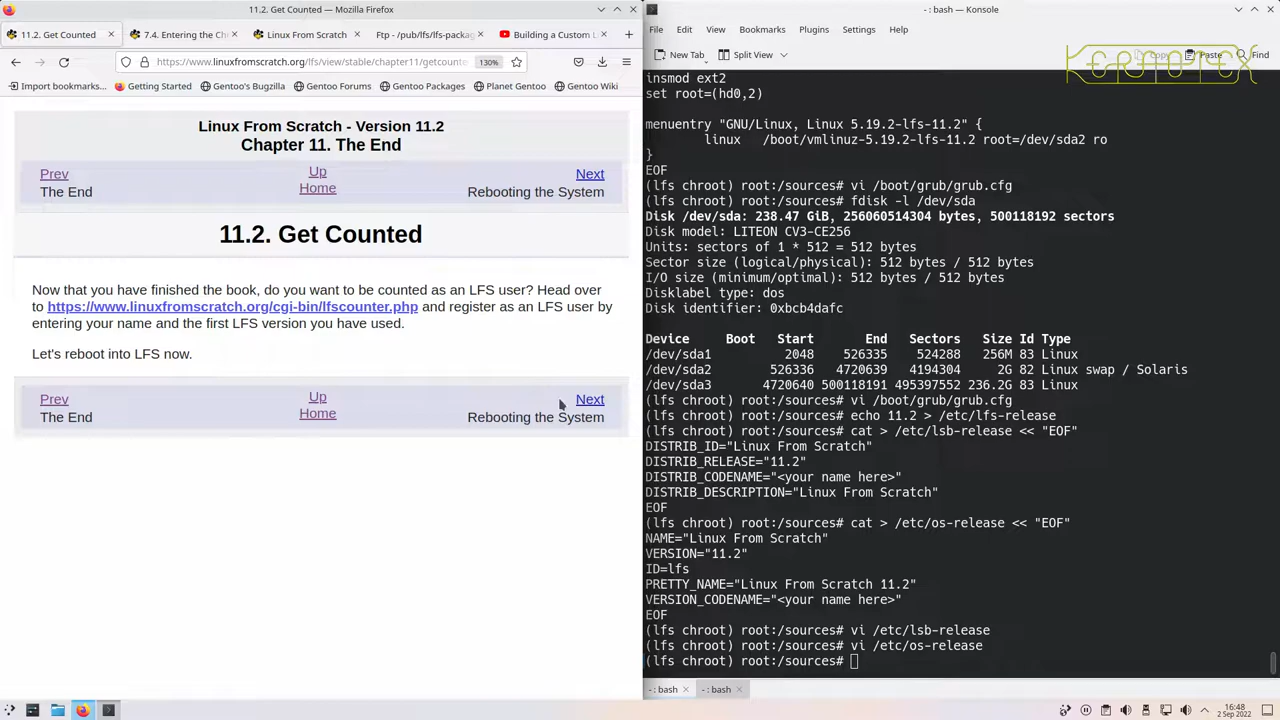 11.2. Get Counted — Mozilla Firefox
11.2. Get Counted
7.4. Entering the Ch
Linux From Scratch
Ftp - /pub/lfs/lfs-packag
Building a Custom L
https://www.linuxfromscratch.org/lfs/view/stable/chapter11/getcounte
Import bookmarks...
Getting Started
Gentoo's Bugzilla
Gentoo Forums
Gentoo Packages
Planet Gentoo
Gentoo Wiki
Linux From Scratch - Version 11.2
Chapter 11. The End
Prev
Up
Next
The End
Home
Rebooting the System
11.2. Get Counted
Now that you have finished the book, do you want to be counted as an LFS user? Head over
to https://www.linuxfromscratch.org/cgi-bin/lfscounter.php and register as an LFS user by
entering your name and the first LFS version you have used.
Let's reboot into LFS now.
Prev
Up
Next
The End
Home
Rebooting the System
- : bash — Konsole
File Edit View Bookmarks Plugins Settings Help
New Tab
Split View
Copy
Paste
Find
KERNOTEX
insmod ext2
set root=(hd0,2)
menuentry "GNU/Linux, Linux 5.19.2-lfs-11.2" {
linux /boot/vmlinuz-5.19.2-lfs-11.2 root=/dev/sda2 ro
}
EOF
(lfs chroot) root:/sources# vi /boot/grub/grub.cfg
(lfs chroot) root:/sources# fdisk -l /dev/sda
Disk /dev/sda: 238.47 GiB, 256060514304 bytes, 500118192 sectors
Disk model: LITEON CV3-CE256
Units: sectors of 1 * 512 = 512 bytes
Sector size (logical/physical): 512 bytes / 512 bytes
I/O size (minimum/optimal): 512 bytes / 512 bytes
Disklabel type: dos
Disk identifier: 0xbcb4dafc
Device Boot Start End Sectors Size Id Type
/dev/sda1 2048 526335 524288 256M 83 Linux
/dev/sda2 526336 4720639 4194304 2G 82 Linux swap / Solaris
/dev/sda3 4720640 500118191 495397552 236.2G 83 Linux
(lfs chroot) root:/sources# vi /boot/grub/grub.cfg
(lfs chroot) root:/sources# echo 11.2 > /etc/lfs-release
(lfs chroot) root:/sources# cat > /etc/lsb-release << "EOF"
DISTRIB_ID="Linux From Scratch"
DISTRIB_RELEASE="11.2"
DISTRIB_CODENAME="<your name here>"
DISTRIB_DESCRIPTION="Linux From Scratch"
EOF
(lfs chroot) root:/sources# cat > /etc/os-release << "EOF"
NAME="Linux From Scratch"
VERSION="11.2"
ID=lfs
PRETTY_NAME="Linux From Scratch 11.2"
VERSION_CODENAME="<your name here>"
EOF
(lfs chroot) root:/sources# vi /etc/lsb-release
(lfs chroot) root:/sources# vi /etc/os-release
(lfs chroot) root:/sources#
- : bash
- : bash
16:48
2 Sep 2022